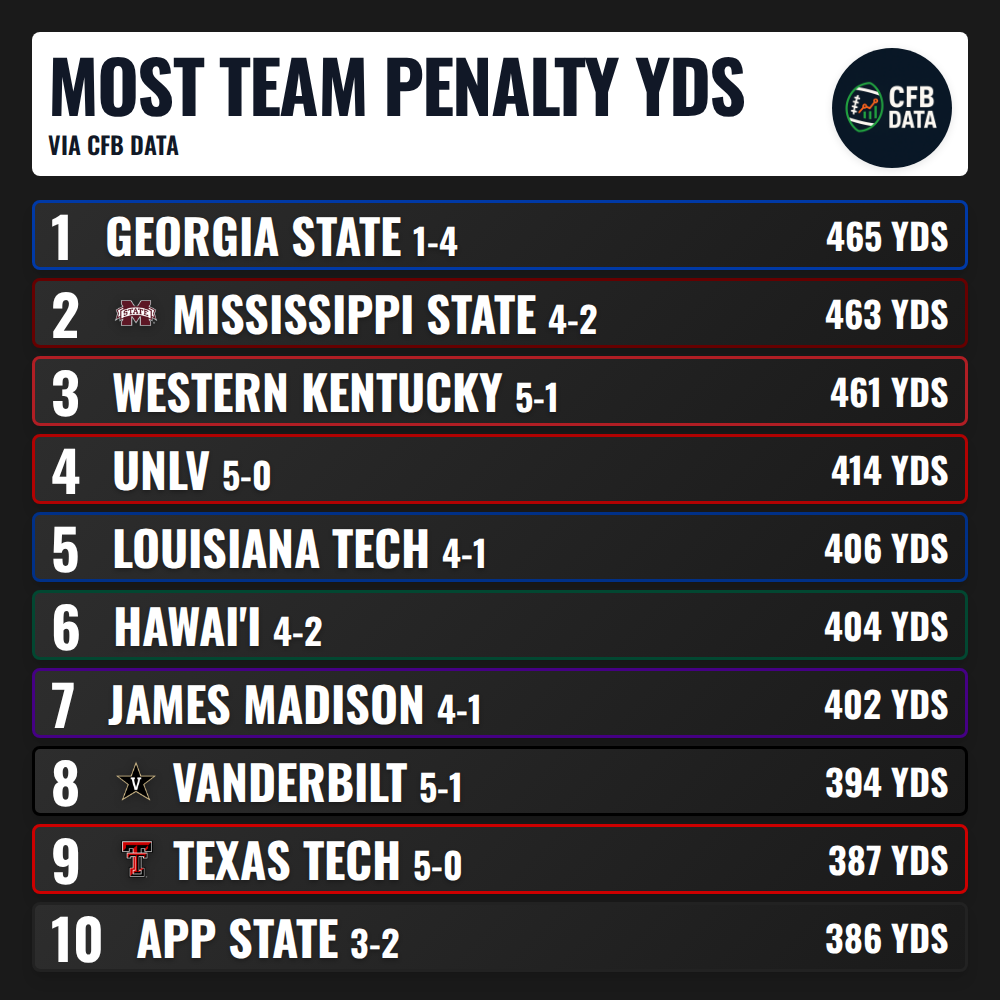 MOST TEAM PENALTY YDS
VIA CFB DATA
CFB
DATA
1 GEORGIA STATE 1-4 465 YDS
2 STATE MISSISSIPPI STATE 4-2 463 YDS
3 WESTERN KENTUCKY 5-1 461 YDS
4 UNLV 5-0 414 YDS
5 LOUISIANA TECH 4-1 406 YDS
6 HAWAI'I 4-2 404 YDS
7 JAMES MADISON 4-1 402 YDS
8 V VANDERBILT 5-1 394 YDS
9 TEXAS TECH 5-0 387 YDS
10 APP STATE 3-2 386 YDS